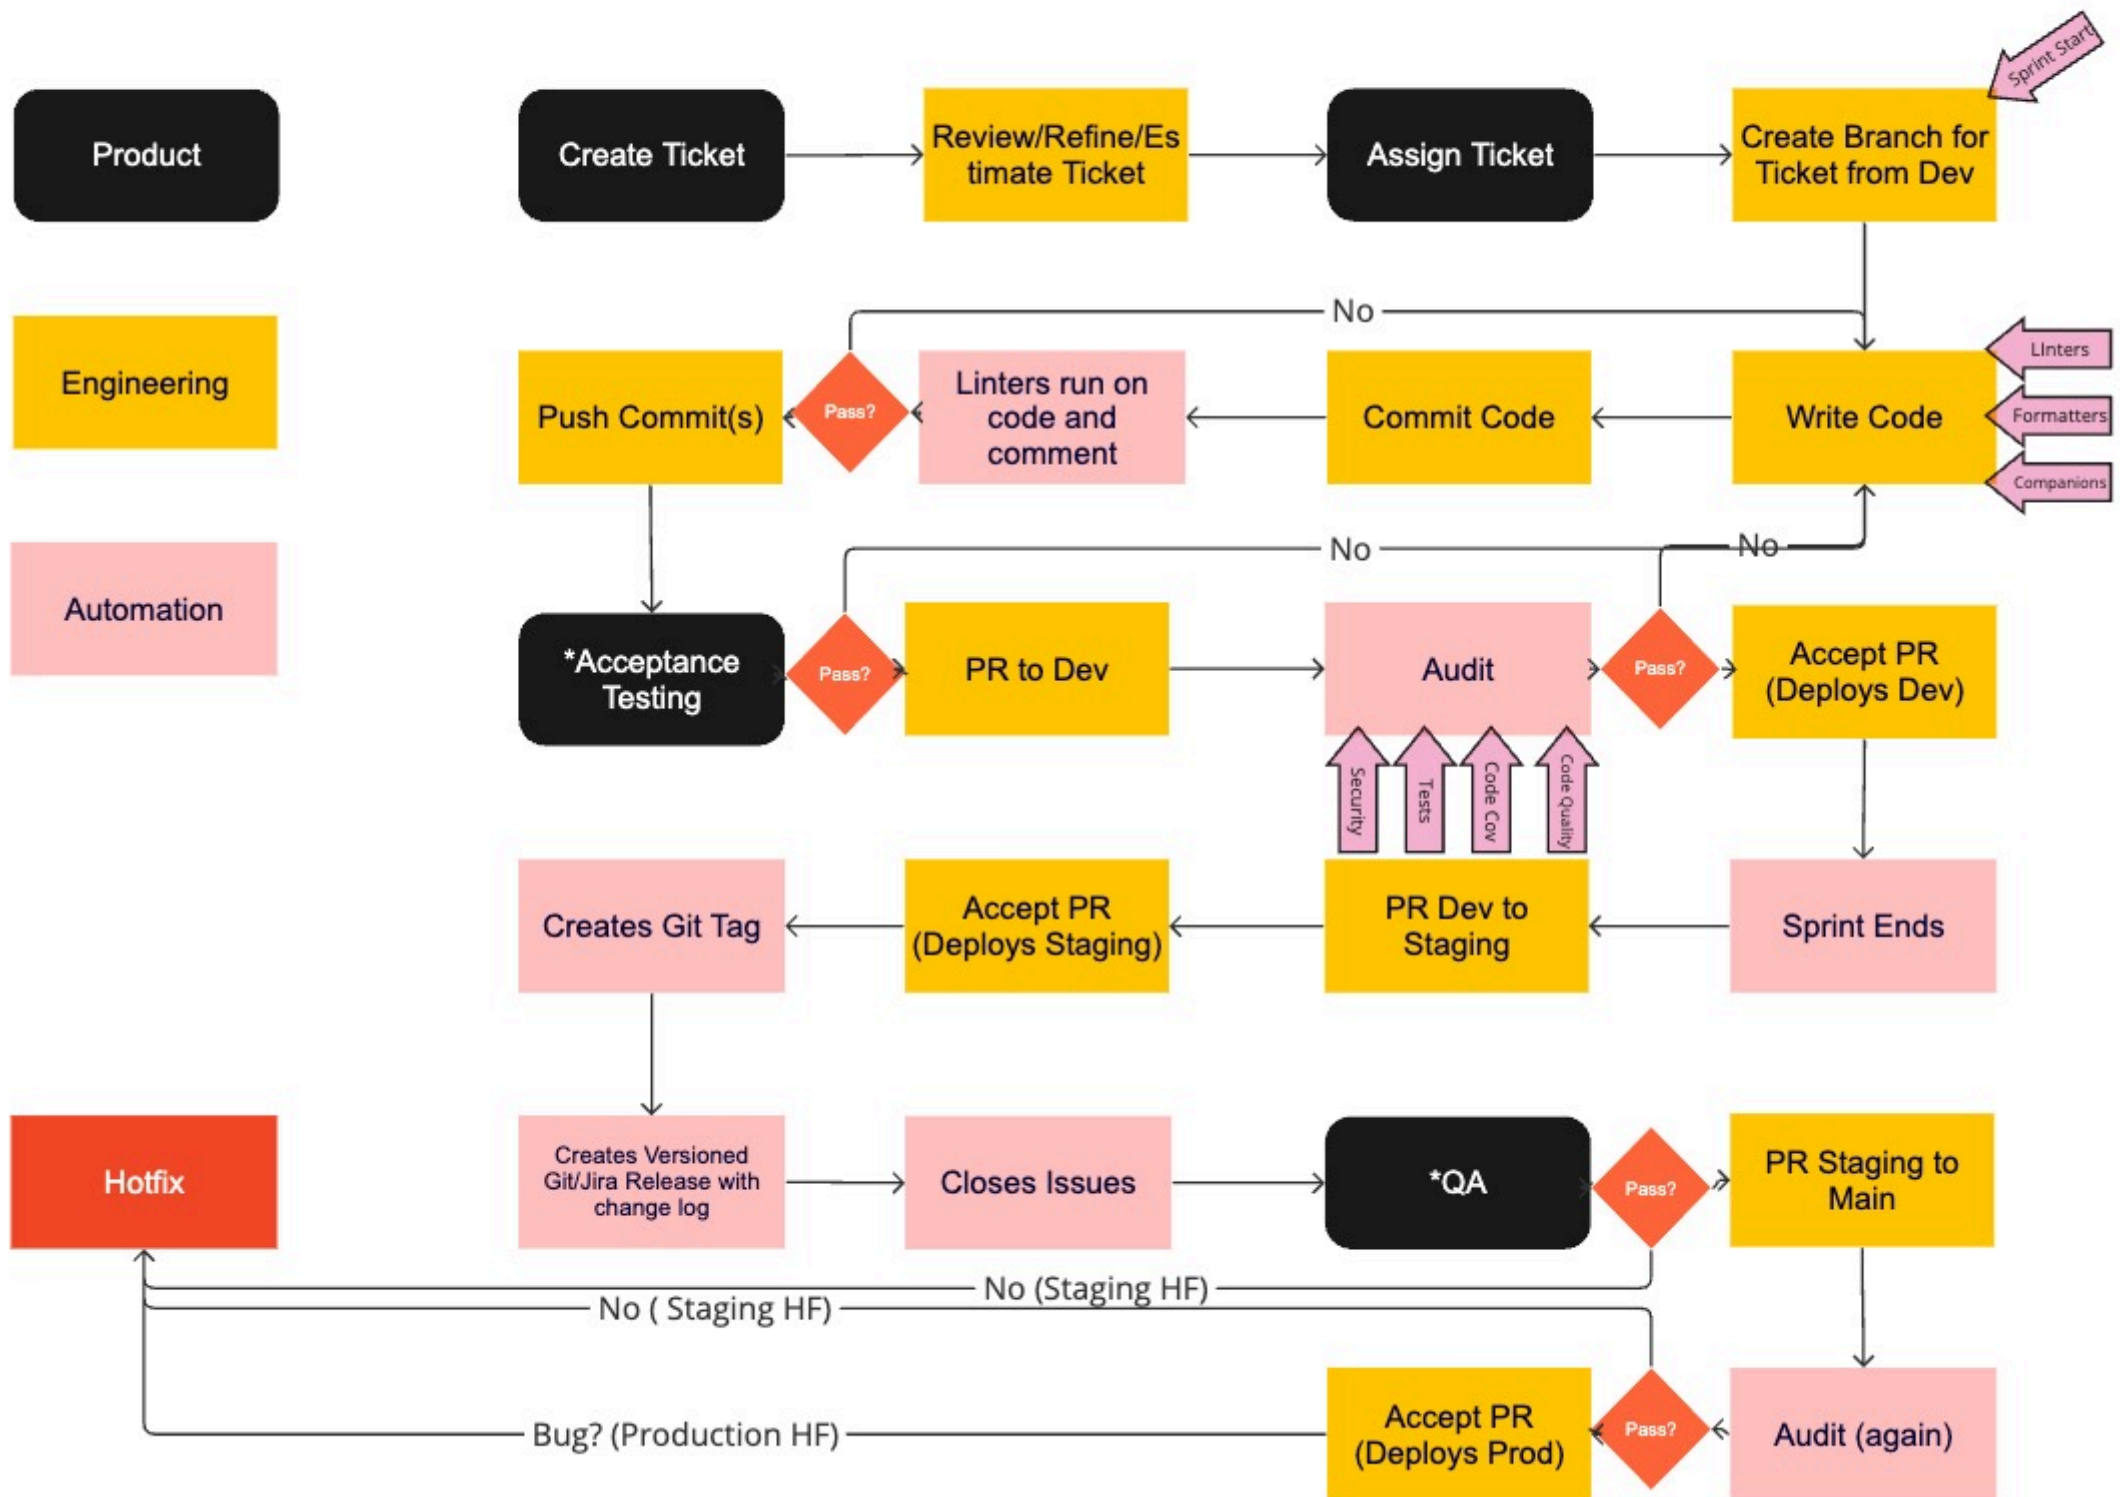 Sprint Start
Product
Create Ticket
Review/Refine/Es
timate Ticket
Assign Ticket
Create Branch for
Ticket from Dev
No
Engineering
Push Commit(s)
Pass?
Linters run on
code and
comment
Commit Code
Write Code
LInters
Formatters
Companions
No
No
Automation
*Acceptance
Testing
Pass?
PR to Dev
Audit
Pass?
Accept PR
(Deploys Dev)
Security
Tests
Code Cov
Code Quality
Creates Git Tag
Accept PR
(Deploys Staging)
PR Dev to
Staging
Sprint Ends
Hotfix
Creates Versioned
Git/Jira Release with
change log
Closes Issues
*QA
Pass?
PR Staging to
Main
No (Staging HF)
No ( Staging HF)
Bug? (Production HF)
Accept PR
(Deploys Prod)
Pass?
Audit (again)